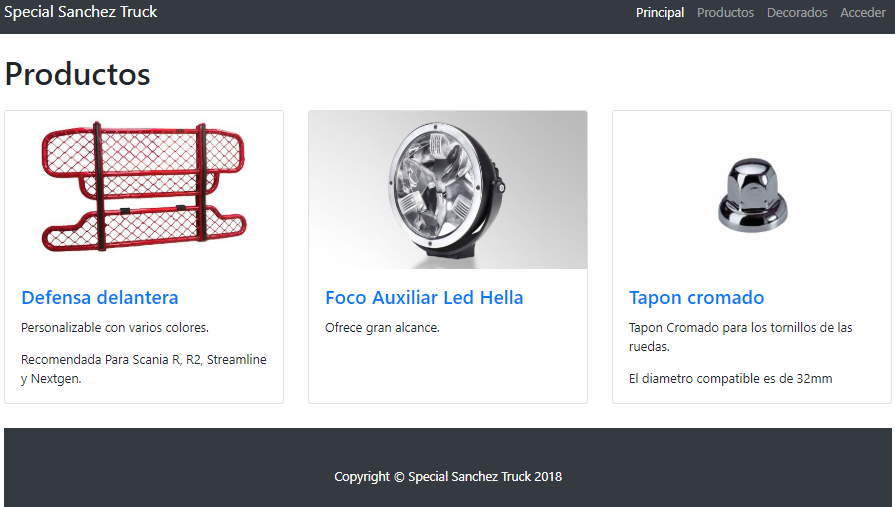 Special Sanchez Truck
Principal Productos Decorados Acceder
Productos
Defensa delantera
Personalizable con varios colores.
Recomendada Para Scania R, R2, Streamline
y Nextgen.
Foco Auxiliar Led Hella
Ofrece gran alcance.
Tapon cromado
Tapon Cromado para los tornillos de las
ruedas.
El diametro compatible es de 32mm
Copyright © Special Sanchez Truck 2018